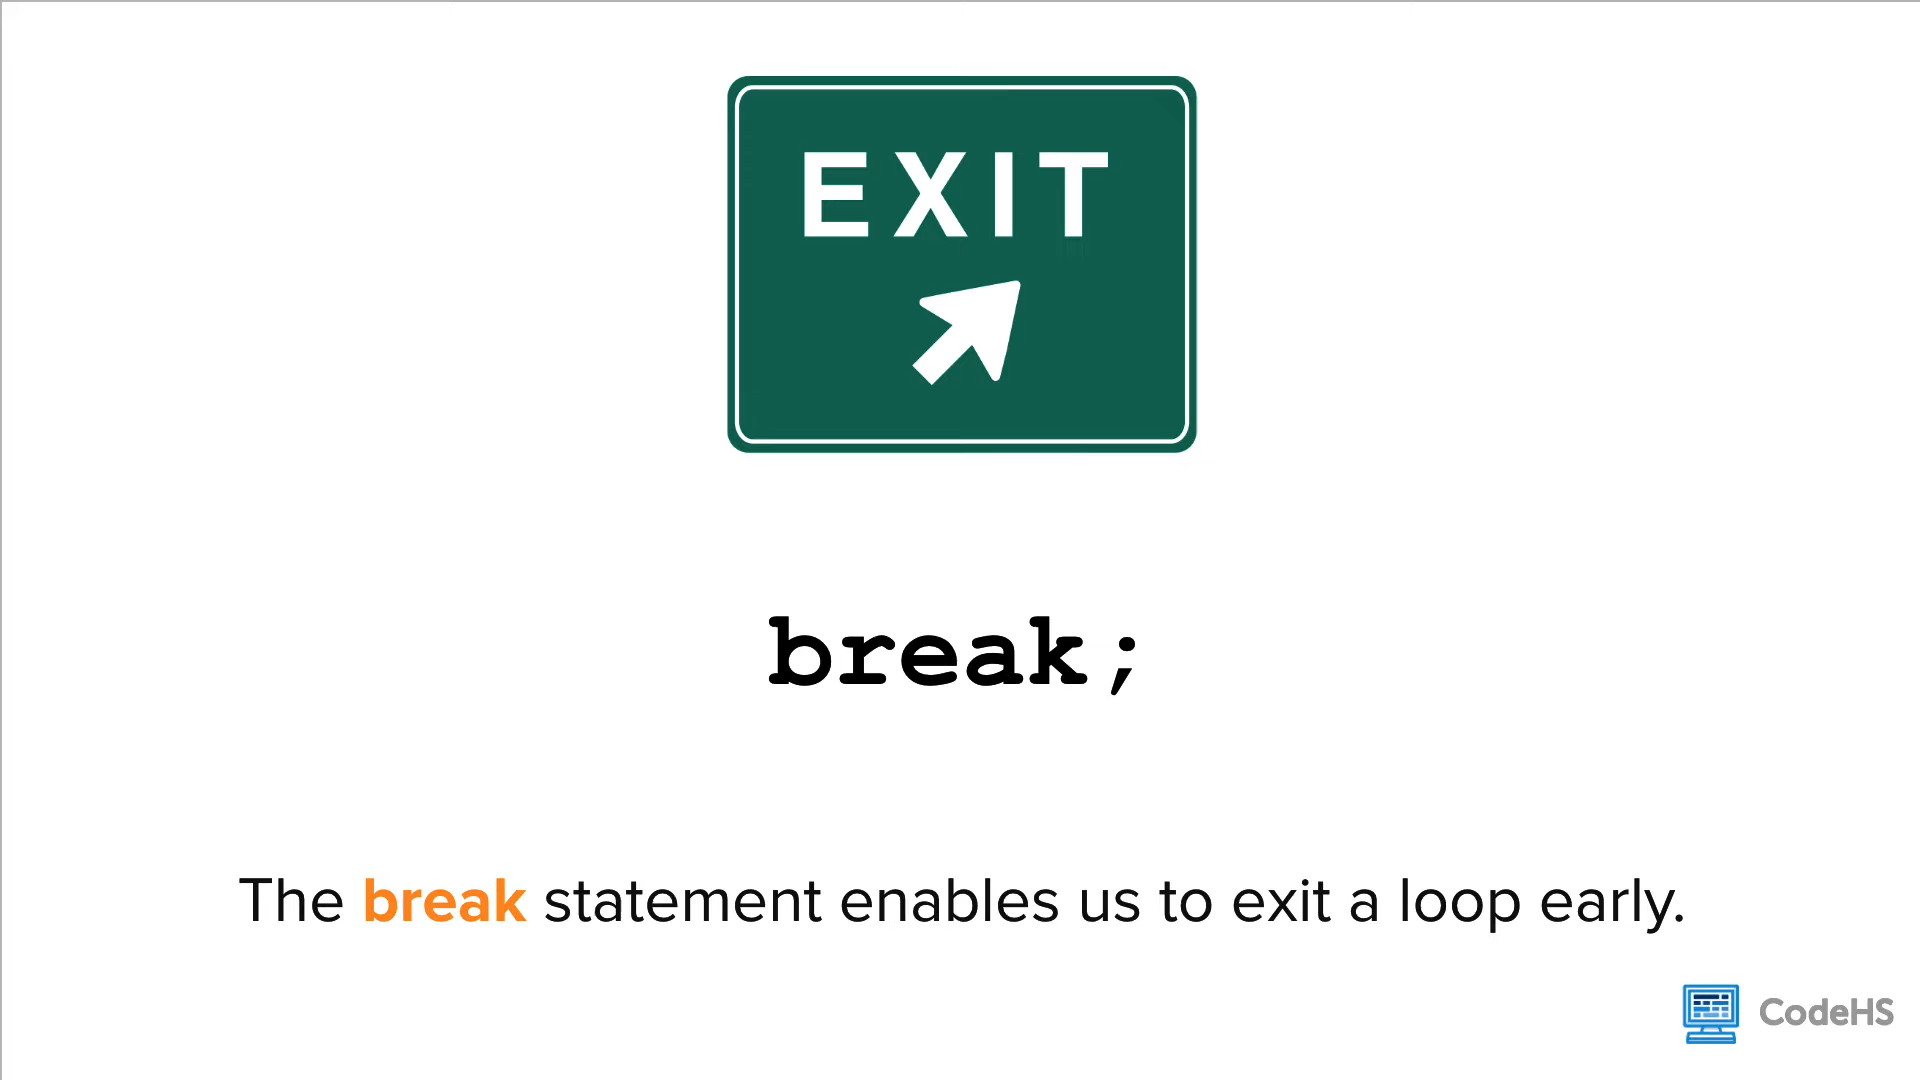 EXIT
break;
The break statement enables us to exit a loop early.
CodeHS